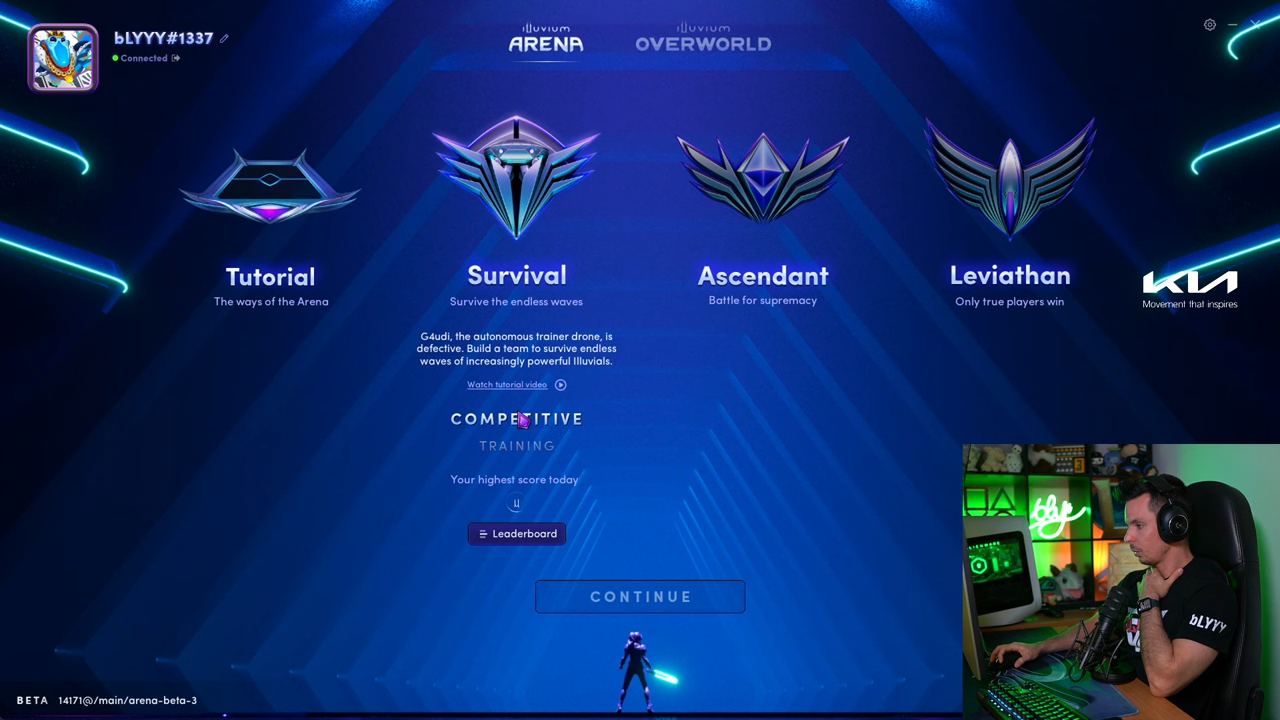 bLYYY#1337
Connected
illuvium
ARENA
illuvium
OVERWORLD
Tutorial
The ways of the Arena
Survival
Survive the endless waves
G4udi, the autonomous trainer drone, is
defective. Build a team to survive endless
waves of increasingly powerful Illuvials.
Watch tutorial video
COMPETITIVE
TRAINING
Your highest score today
Leaderboard
Ascendant
Battle for supremacy
Leviathan
Only true players win
KIA
Movement that inspires
CONTINUE
blyyy
bLYYY
BETA 14171@/main/arena-beta-3